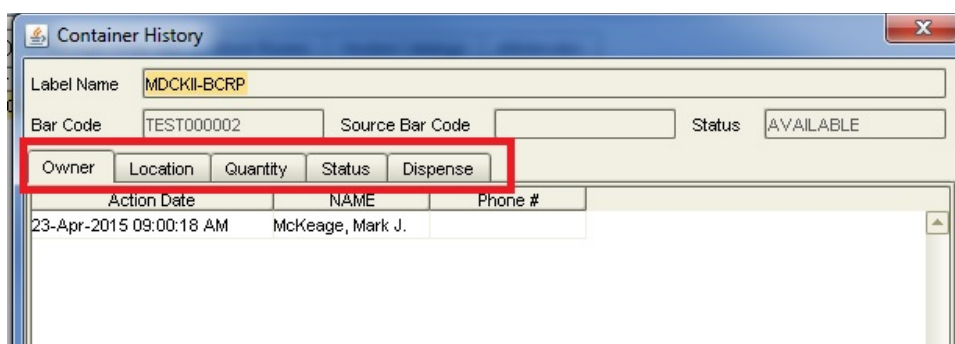 Container History
Label Name MDCKII-BCRP
Bar Code TEST000002 Source Bar Code Status AVAILABLE
Owner Location Quantity Status Dispense
Action Date NAME Phone #
23-Apr-2015 09:00:18 AM McKeage, Mark J.